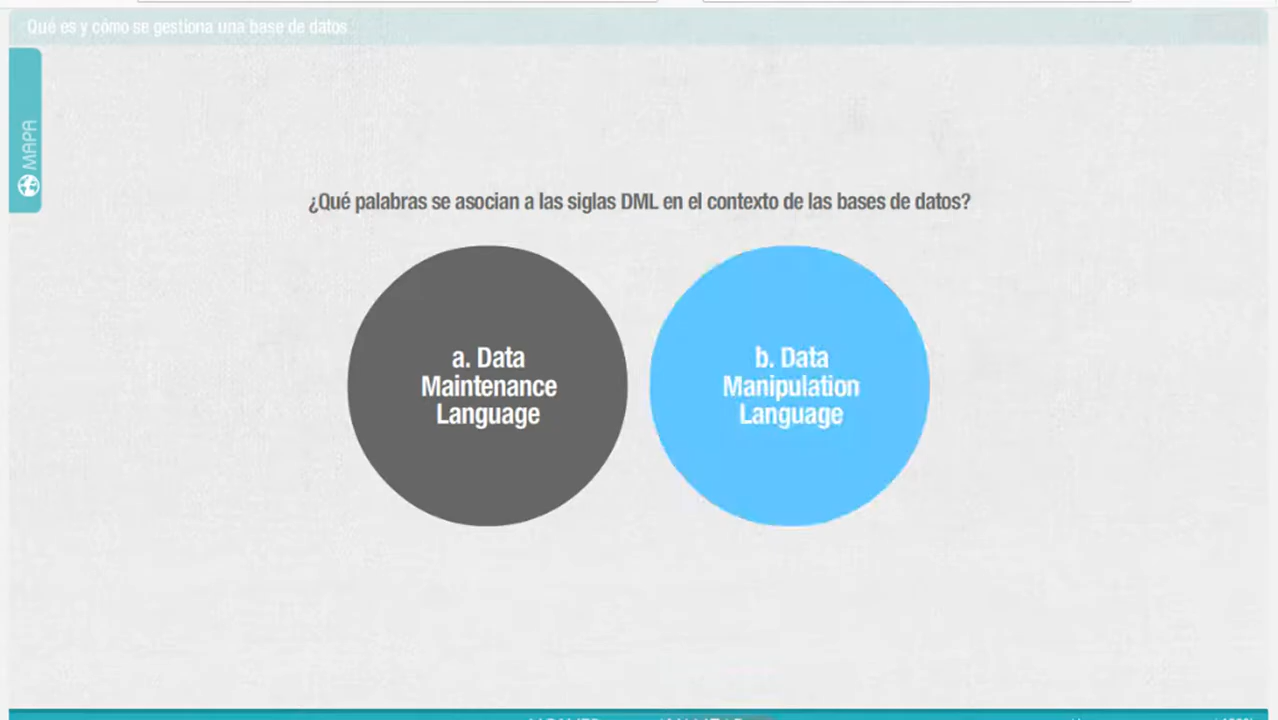 Qué es y cómo se gestiona una base de datos
MAPA
¿Qué palabras se asocian a las siglas DML en el contexto de las bases de datos?
a. Data
Maintenance
Language
b. Data
Manipulation
Language